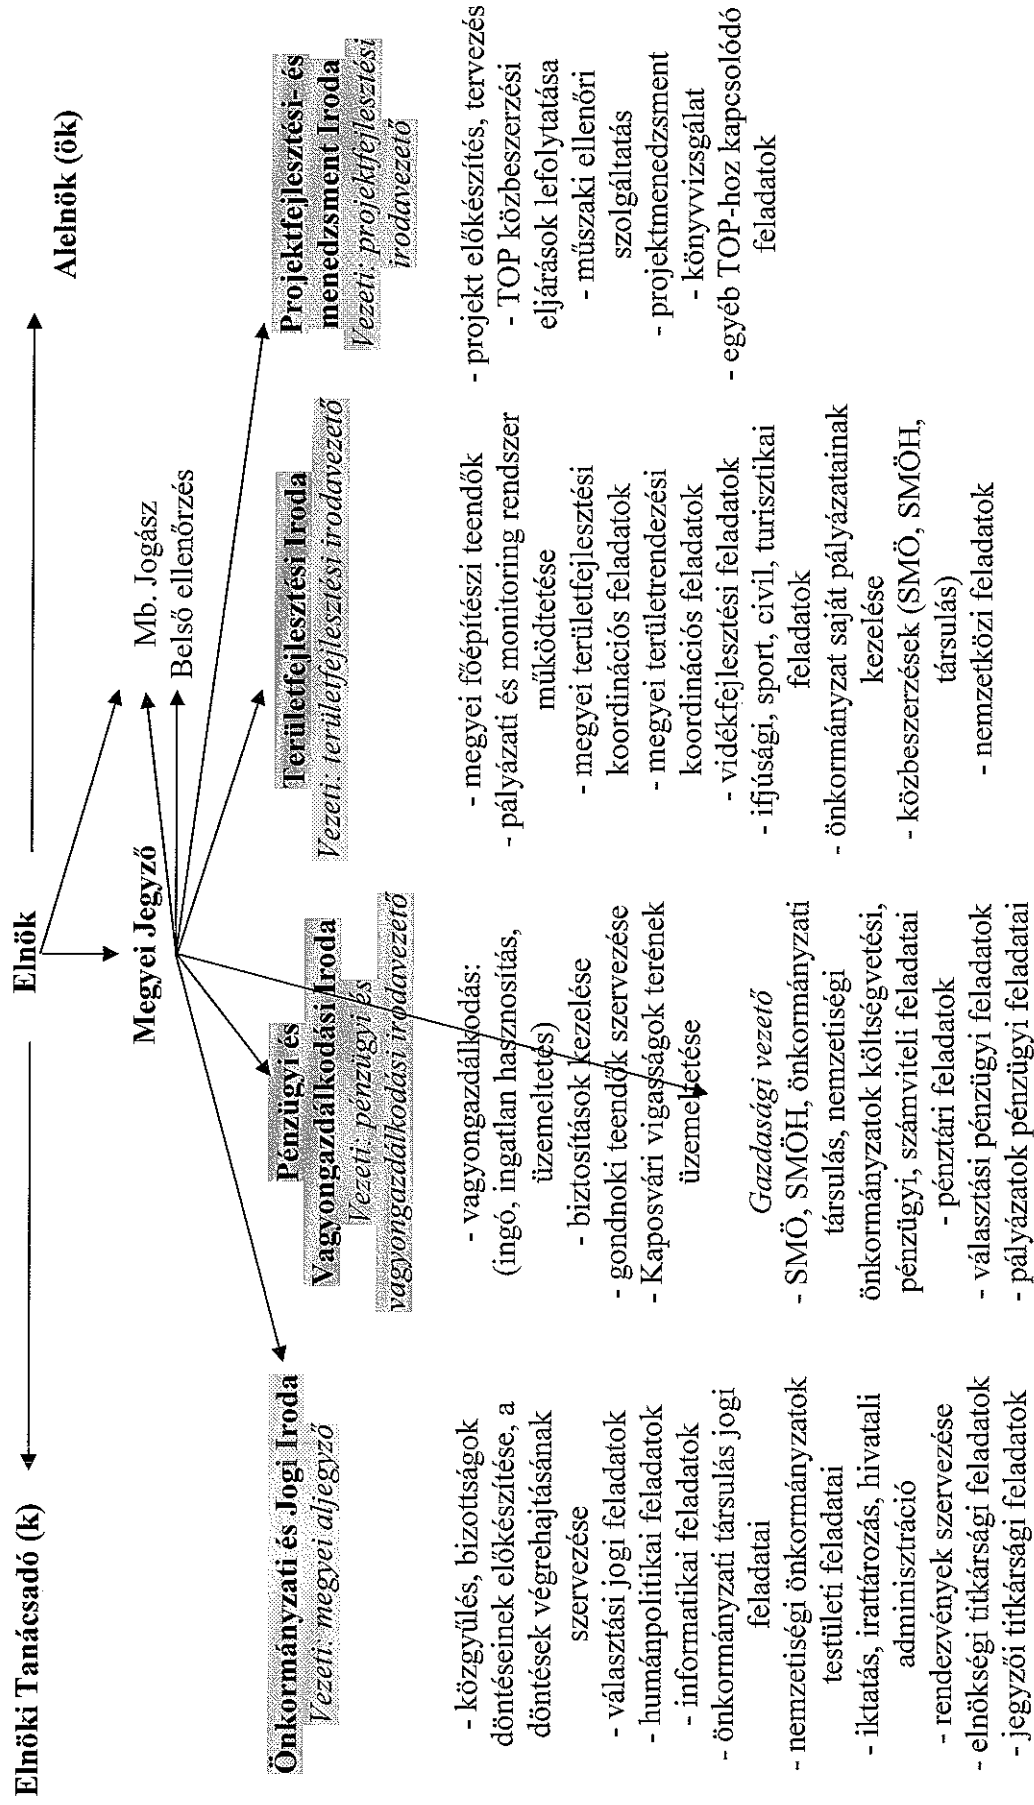 Elnöki Tanácsadó (k)
Elnök
Alelnök (ök)
Megyei Jegyző
Mb. Jogász
Belső ellenőrzés
Önkormányzati és Jogi Iroda
Vezeti: megyei aljegyző
- közgyűlés, bizottságok
döntéseinek előkészítése, a
döntések végrehajtásának
szervezése
- választási jogi feladatok
- humánpolitikai feladatok
- informatikai feladatok
- önkormányzati társulás jogi
feladatai
- nemzetiségi önkormányzatok
testületi feladatai
- iktatás, irattározás, hivatali
adminisztráció
- rendezvények szervezése
- elnökségi titkársági feladatok
- jegyzői titkársági feladatok
Pénzügyi és
Vagyongazdálkodási Iroda
Vezeti: pénzügyi és
vagyongazdálkodási irodavezető
- vagyongazdálkodás:
(ingó, ingatlan hasznosítás,
üzemeltetés)
- biztosítások kezelése
- gondnoki teendők szervezése
- Kaposvári vigasságok terének
üzemeltetése
Gazdasági vezető
- SMÖ, SMÖH, önkormányzati
társulás, nemzetiségi
önkormányzatok költségvetési,
pénzügyi, számviteli feladatai
- pénztári feladatok
- választási pénzügyi feladatok
- pályázatok pénzügyi feladatai
Területfejlesztési Iroda
Vezeti: területfejlesztési irodavezető
- megyei főépítészi tendők
- pályázati és monitoring rendszer
működtetése
- megyei területfejlesztési
koordinációs feladatok
- megyei területrendezési
koordinációs feladatok
- vidékfejlesztési feladatok
- ifjúsági, sport, civil, turisztikai
feladatok
- önkormányzat saját pályázatainak
kezelése
- közbeszerzések (SMÖ, SMÖH,
társulás)
- nemzetközi feladatok
Projektfejlesztési- és
menedzsment Iroda
Vezeti: projektfejlesztési
irodavezető
- projekt előkészítés, tervezés
- TOP közbeszerzési
eljárások lefolytatása
- műszaki ellenőri
szolgáltatás
- projektmenedzsment
- könyvvizsgálat
- egyéb TOP-hoz kapcsolódó
feladatok